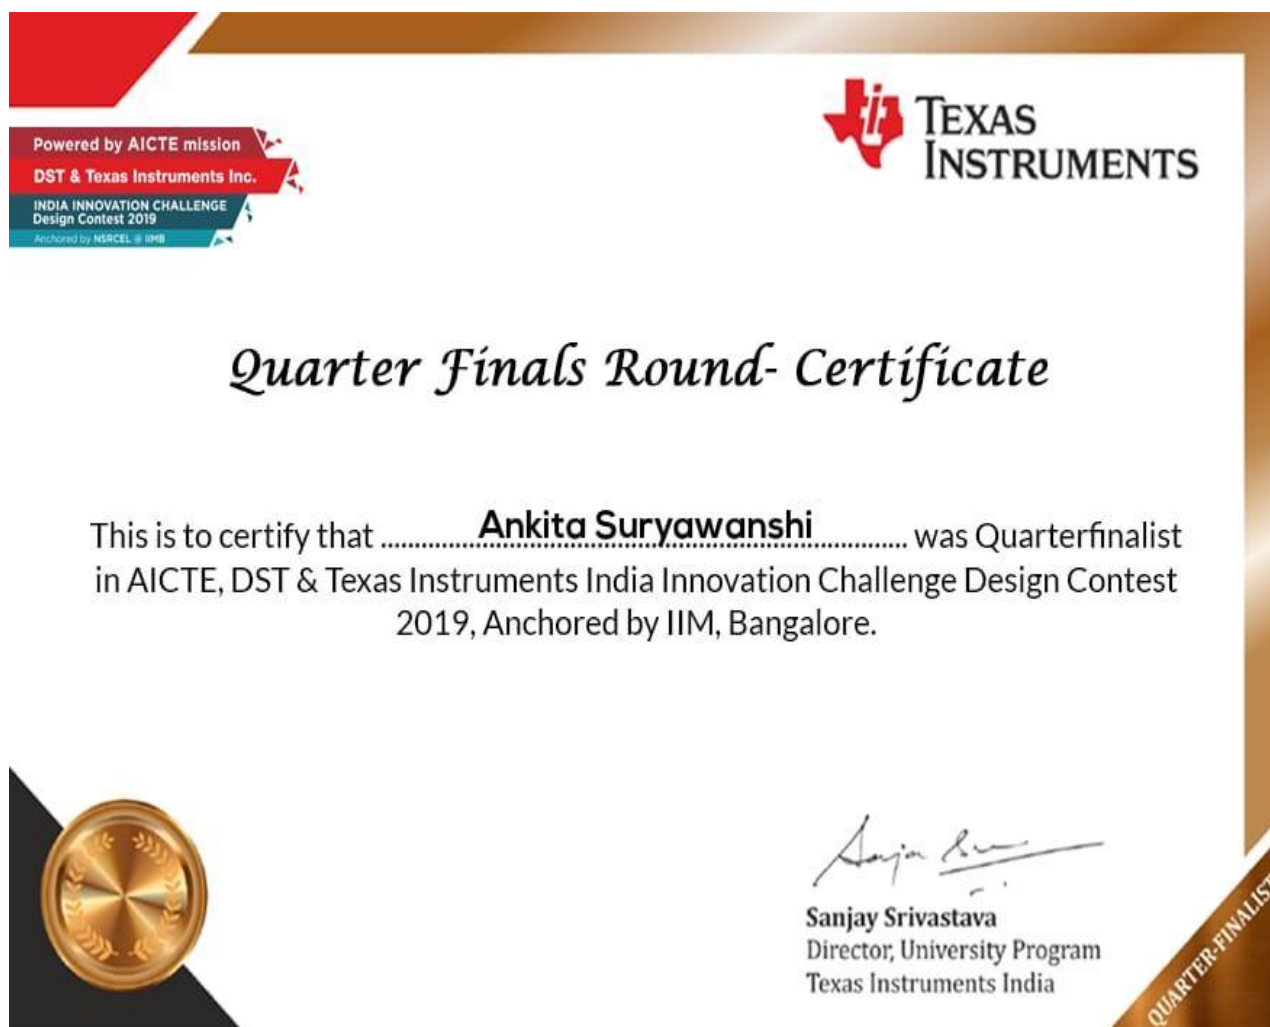 Powered by AICTE mission
DST & Texas Instruments Inc.
INDIA INNOVATION CHALLENGE
Design Contest 2019
Anchored by NSRCEL @ IIMB
TEXAS
INSTRUMENTS
Quarter Finals Round- Certificate
This is to certify that ............Ankita Suryawanshi............ was Quarterfinalist
in AICTE, DST & Texas Instruments India Innovation Challenge Design Contest
2019, Anchored by IIM, Bangalore.
Sanjay Srivastava
Director, University Program
Texas Instruments India
QUARTER-FINALIST